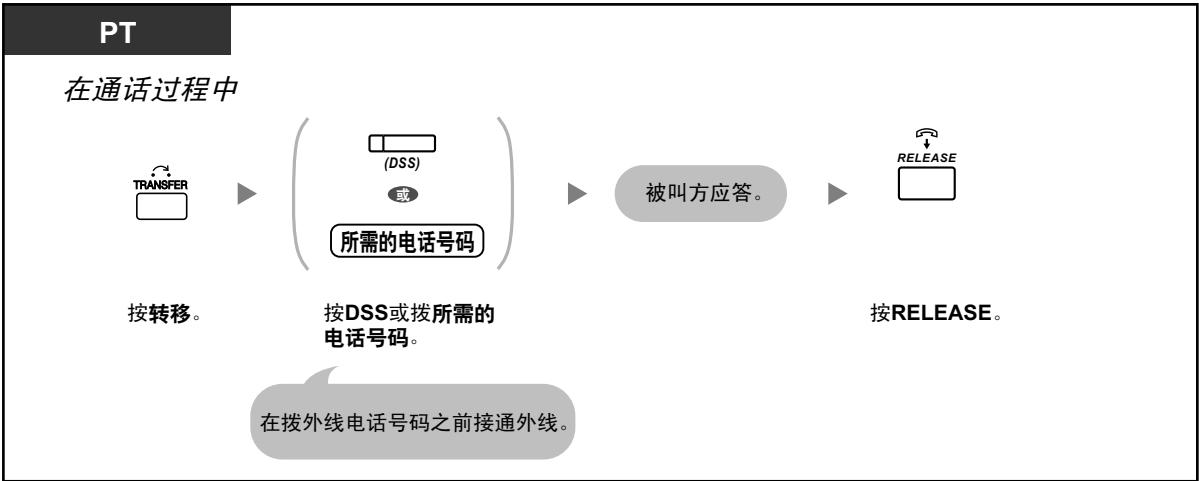 PT
在通话过程中
TRANSFER
(DSS)
或
所需的电话号码
被叫方应答。
RELEASE
按转移。
按DSS或拨所需的
电话号码。
按RELEASE。
在拨外线电话号码之前接通外线。